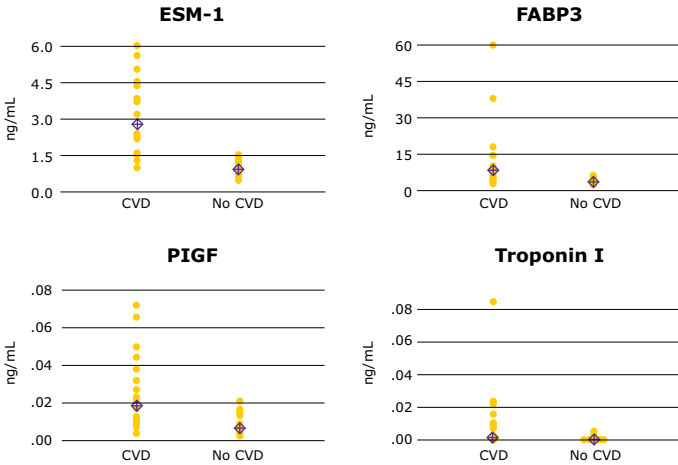 ESM-1
6.0
4.5
3.0
1.5
0.0
ng/mL
CVD No CVD
FABP3
60
45
30
15
0
ng/mL
CVD No CVD
PIGF
.08
.06
.04
.02
.00
ng/mL
CVD No CVD
Troponin I
.08
.06
.04
.02
.00
ng/mL
CVD No CVD